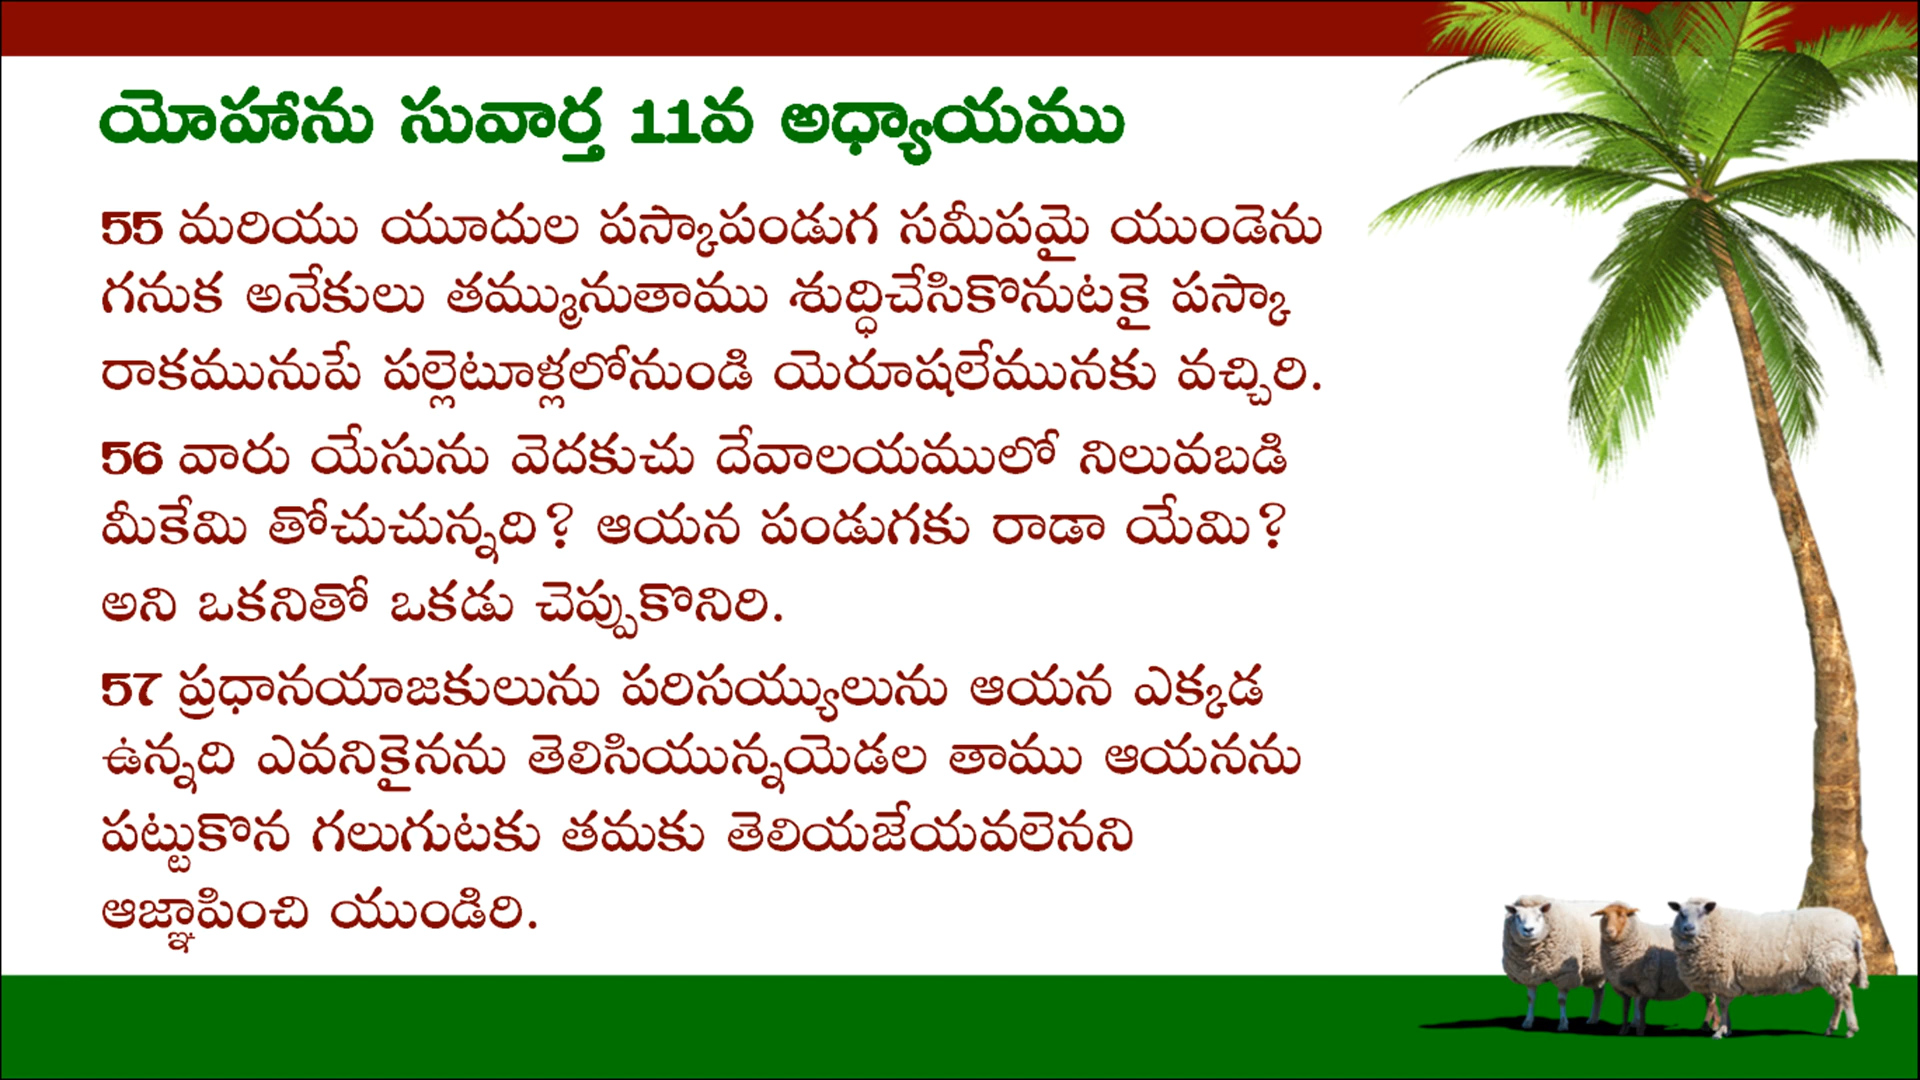 యోహాను సువార్త 11వ అధ్యాయము
55 మరియు యూదుల పస్కాపండుగ సమీపమై యుండెను
గనుక అనేకులు తమ్మునుతాము శుద్ధిచేసికొనుటకై పస్కా
రాకమునుపే పల్లెటూళ్లలోనుండి యెరూషలేమునకు వచ్చిరి.
56 వారు యేసును వెదకుచు దేవాలయములో నిలువబడి
మీకేమి తోచుచున్నది? ఆయన పండుగకు రాడా యేమి?
అని ఒకనితో ఒకడు చెప్పుకొనిరి.
57 ప్రధానయాజకులును పరిసయ్యులును ఆయన ఎక్కడ
ఉన్నది ఎవనికైనను తెలిసియున్నయెడల తాము ఆయనను
పట్టుకొన గలుగుటకు తమకు తెలియజేయవలెనని
ఆజ్ఞాపించి యుండిరి.